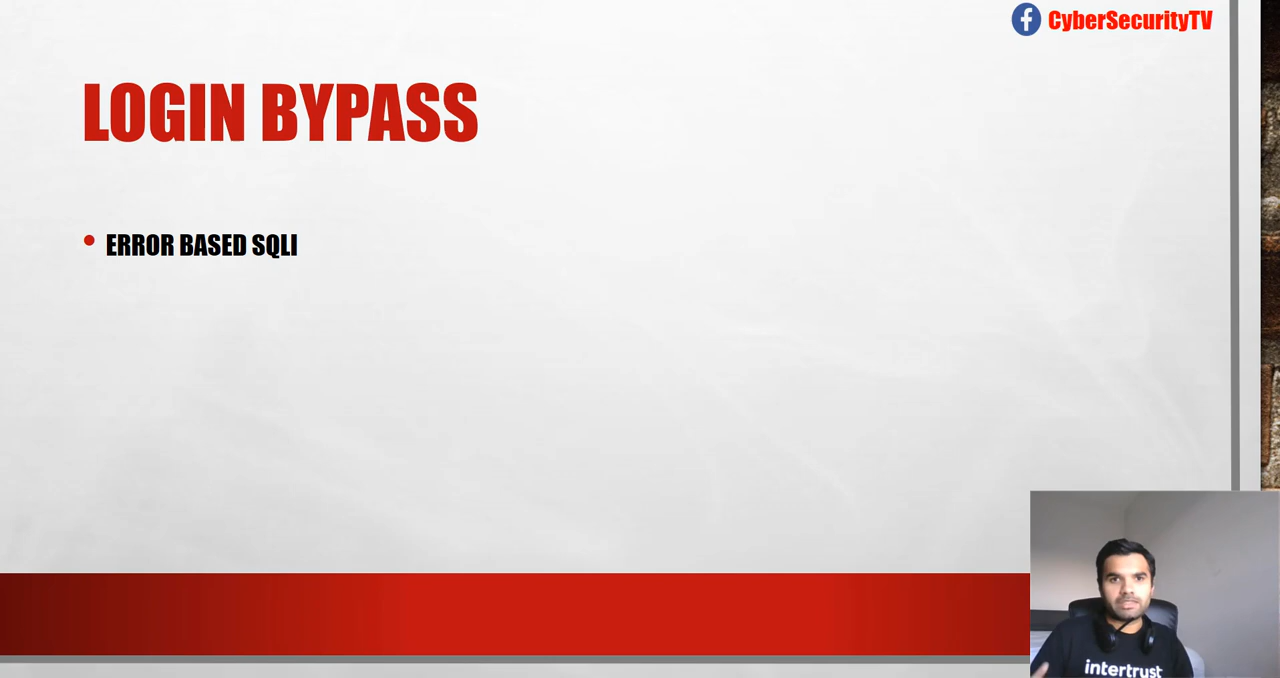 CyberSecurityTV
LOGIN BYPASS
• ERROR BASED SQLI
intertrust